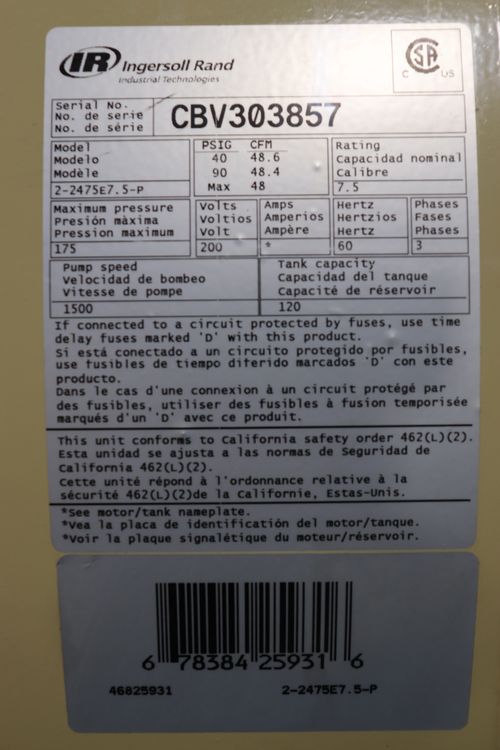 IR Ingersoll Rand
Industrial Technologies
C SA US
Serial No.
No. de serie
No. de série
CBV303857
Model
Modelo
Modèle
2-2475E7.5-P
PSIG CFM
40 48.6
90 48.4
Max 48
Rating
Capacidad nominal
Calibre
7.5
Maximum pressure
Presión màxima
Pression maximum
175
Volts
Voltios
Volt
200
Amps
Amperios
Ampère
*
Hertz
Hertzios
Hertz
60
Phases
Fases
Phases
3
Pump speed
Velocidad de bombeo
Vitesse de pompe
1500
Tank capacity
Capacidad del tanque
Capacité de réservoir
120
If connected to a circuit protected by fuses, use time
delay fuses marked 'D' with this product.
Si está conectado a un circuito protegido por fusibles,
use fusibles de tiempo diferido marcados 'D' con este
producto.
Dans le cas d'une connexion à un circuit protégé par
des fusibles, utiliser des fusibles à fusion temporisée
marqués d'un 'D' avec ce produit.
This unit conforms to California safety order 462(L)(2).
Esta unidad se ajusta a las normas de Seguridad de
California 462(L)(2).
Cette unité répond à l'ordonnance relative à la
sécurité 462(L)(2)de la Californie, Estas-Unis.
*See motor/tank nameplate.
*Vea la placa de identificación del motor/tanque.
*Voir la plaque signalétique du moteur/réservoir.
6 78384 25931 6
46825931 2-2475E7.5-P